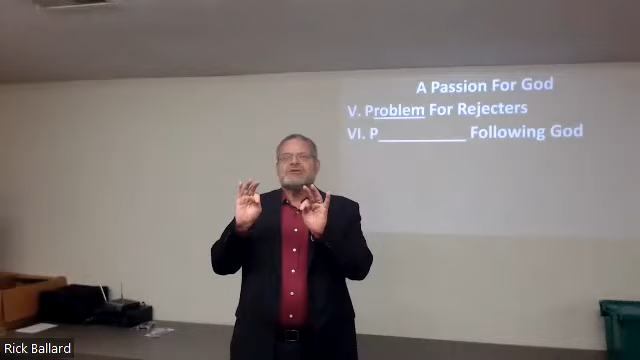 A Passion For God
V. Problem For Rejecters
VI. P__________ Following God
Rick Ballard